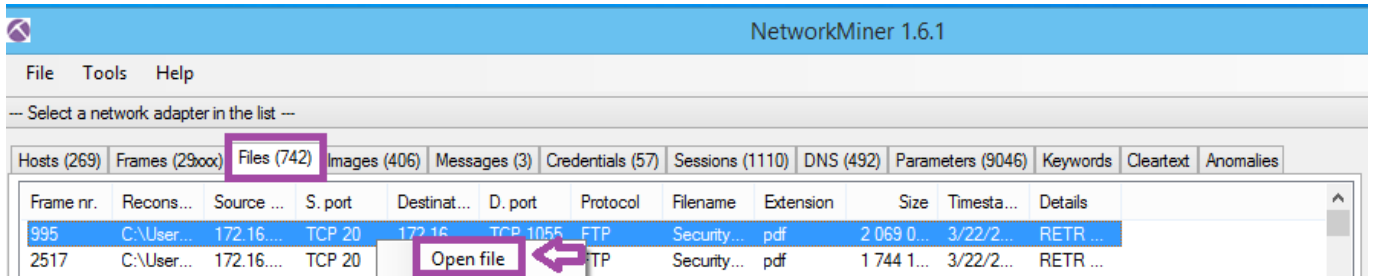 NetworkMiner 1.6.1
File Tools Help
--- Select a network adapter in the list ---
Hosts (269) Frames (29xxx) Files (742) Images (406) Messages (3) Credentials (57) Sessions (1110) DNS (492) Parameters (9046) Keywords Cleartext Anomalies
Frame nr. Recons... Source ... S. port Destinat... D. port Protocol Filename Extension Size Timesta... Details
995 C:\User... 172.16.... TCP 20 172.16 TCP 1055 FTP Security... pdf 2 069 0... 3/22/2... RETR ...
2517 C:\User... 172.16.... TCP 20 Open file FTP Security... pdf 1 744 1... 3/22/2... RETR ...